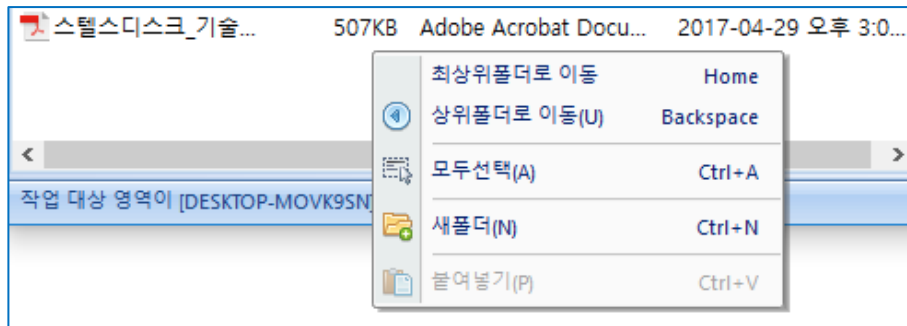 스텔스디스크_기술... 507KB Adobe Acrobat Docu... 2017-04-29 오후 3:0...
최상위폴더로 이동 Home
상위폴더로 이동(U) Backspace
모두선택(A) Ctrl+A
작업 대상 영역이 [DESKTOP-MOVK9SN]
새폴더(N) Ctrl+N
붙여넣기(P) Ctrl+V